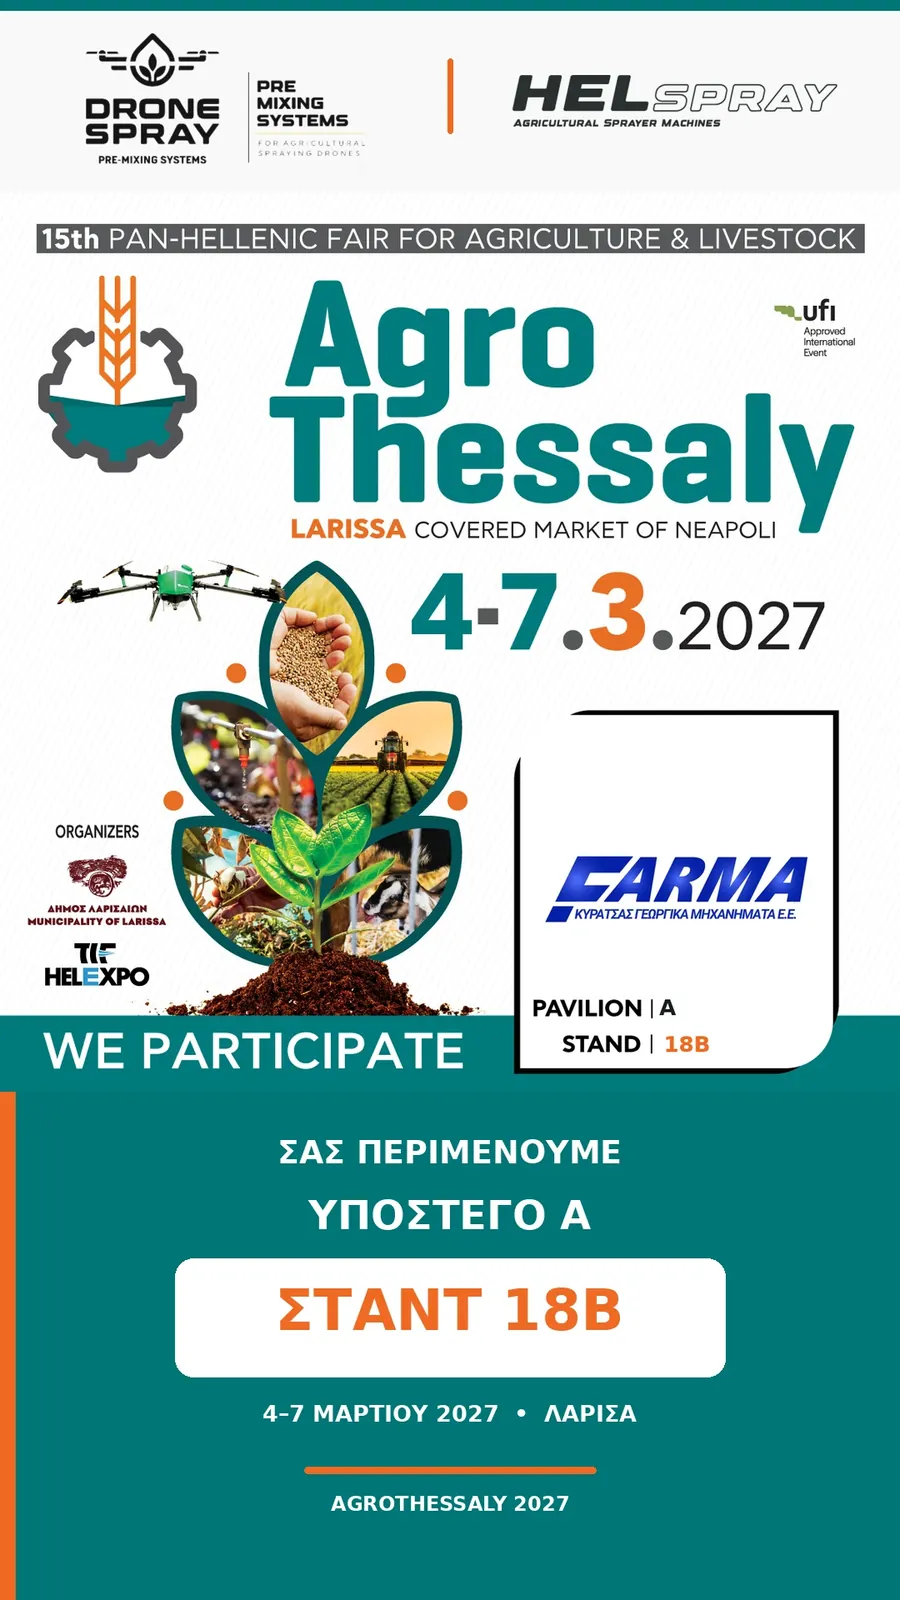 DRONE
SPRAY
PRE-MIXING SYSTEMS
PRE
MIXING
SYSTEMS
FOR AGRICULTURAL
SPRAYING DRONES
HELSPRAY
AGRICULTURAL SPRAYER MACHINES
15th PAN-HELLENIC FAIR FOR AGRICULTURE & LIVESTOCK
Agro
Thessaly
ufi
Approved
International
Event
LARISSA COVERED MARKET OF NEAPOLI
4-7.3.2027
ORGANIZERS
ΔΗΜΟΣ ΛΑΡΙΣΑΙΩΝ
MUNICIPALITY OF LARISSA
TIF
HELEXPO
FARMA
ΚΥΡΑΤΣΑΣ ΓΕΩΡΓΙΚΑ ΜΗΧΑΝΗΜΑΤΑ Ε.Ε.
PAVILION | A
STAND | 18B
WE PARTICIPATE
ΣΑΣ ΠΕΡΙΜΕΝΟΥΜΕ
ΥΠΟΣΤΕΓΟ Α
ΣΤΑΝΤ 18Β
4–7 ΜΑΡΤΙΟΥ 2027 • ΛΑΡΙΣΑ
AGROTHESSALY 2027